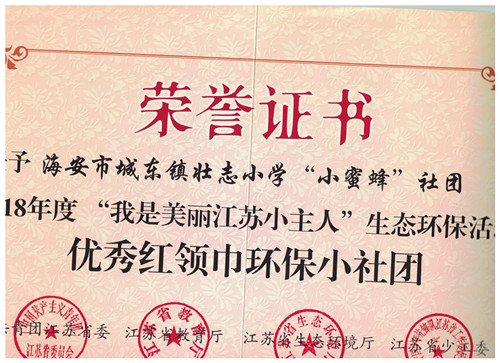 荣誉证书
予 海安市城东镇壮志小学 “小蜜蜂” 社团
18年度 “我是美丽江苏小主人” 生态环保活
优秀红领巾环保小社团
青团江苏省委 江苏省教育厅 江苏省生态环境厅 江苏省少工委